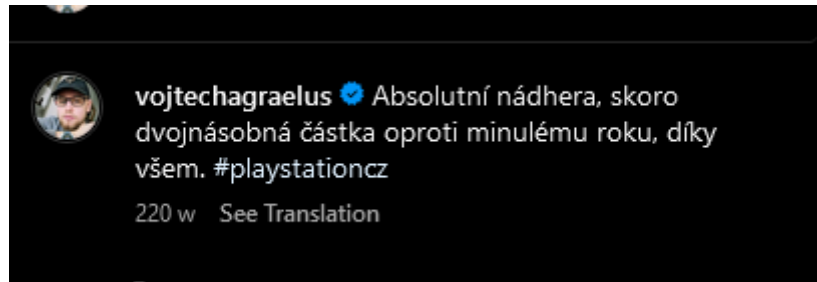 vojtechagraelus Absolutní nádhera, skoro
dvojnásobná částka oproti minulému roku, díky
všem. #playstationcz
220 w See Translation